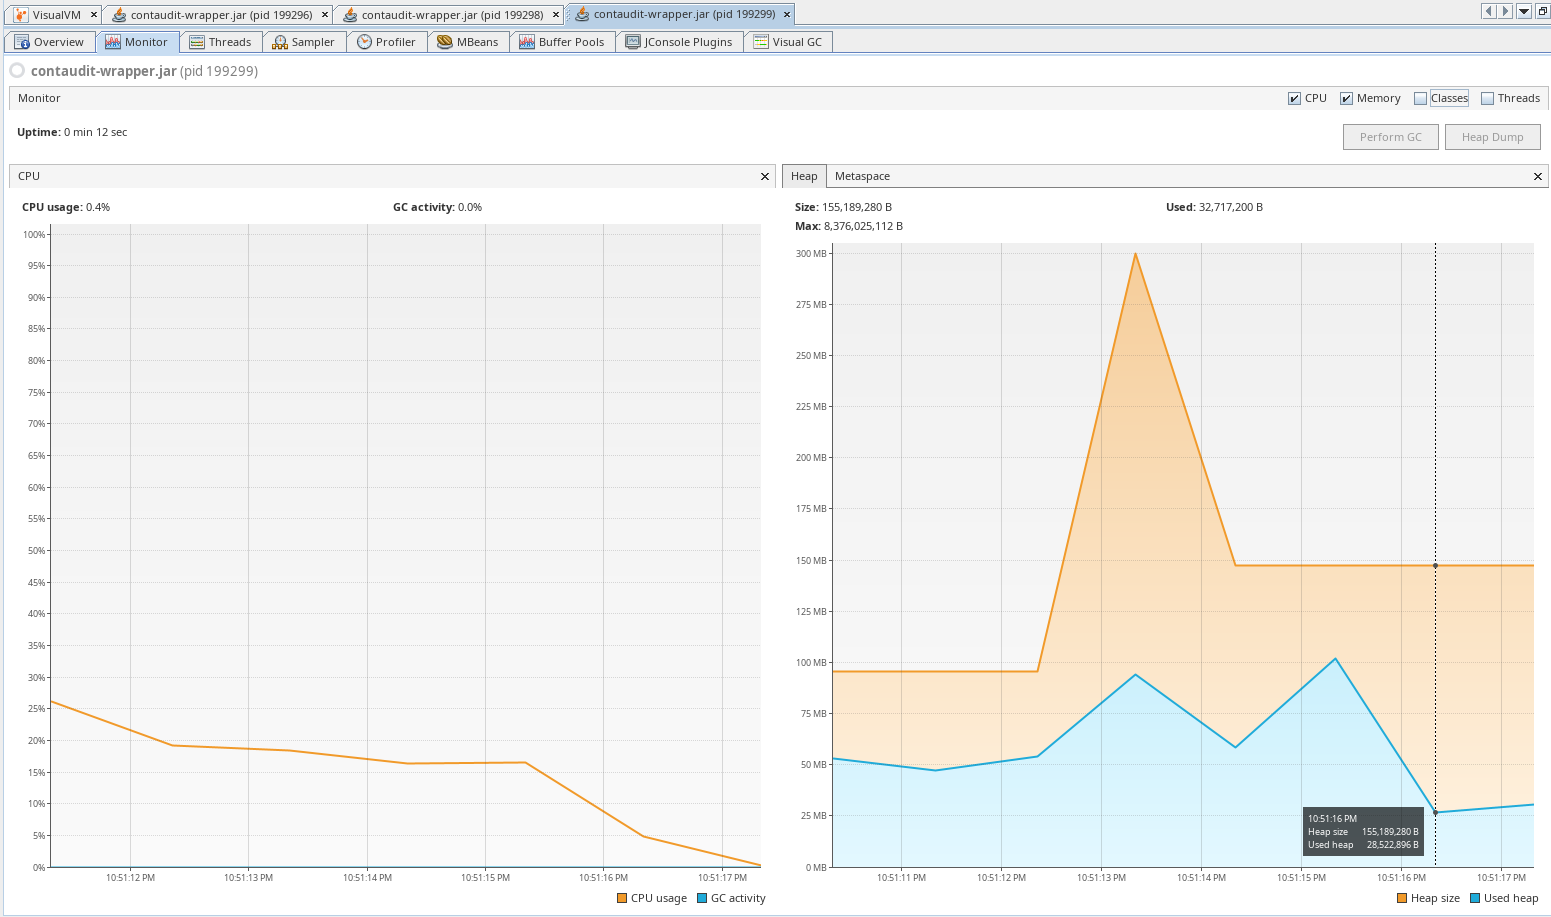 VisualVM contaudit-wrapper.jar (pid 199296) contaudit-wrapper.jar (pid 199298) contaudit-wrapper.jar (pid 199299)
Overview Monitor Threads Sampler Profiler MBeans Buffer Pools JConsole Plugins Visual GC
contaudit-wrapper.jar (pid 199299)
Monitor CPU Memory Classes Threads
Uptime: 0 min 12 sec
Perform GC Heap Dump
CPU
CPU usage: 0.4% GC activity: 0.0%
100%
95%
90%
85%
80%
75%
70%
65%
60%
55%
50%
45%
40%
35%
30%
25%
20%
15%
10%
5%
0%
10:51:12 PM 10:51:13 PM 10:51:14 PM 10:51:15 PM 10:51:16 PM 10:51:17 PM
CPU usage GC activity
Heap Metaspace
Size: 155,189,280 B Used: 32,717,200 B
Max: 8,376,025,112 B
300 MB
275 MB
250 MB
225 MB
200 MB
175 MB
150 MB
125 MB
100 MB
75 MB
50 MB
25 MB
0 MB
10:51:16 PM
Heap size 155,189,280 B
Used heap 28,522,896 B
10:51:11 PM 10:51:12 PM 10:51:13 PM 10:51:14 PM 10:51:15 PM 10:51:16 PM 10:51:17 PM
Heap size Used heap